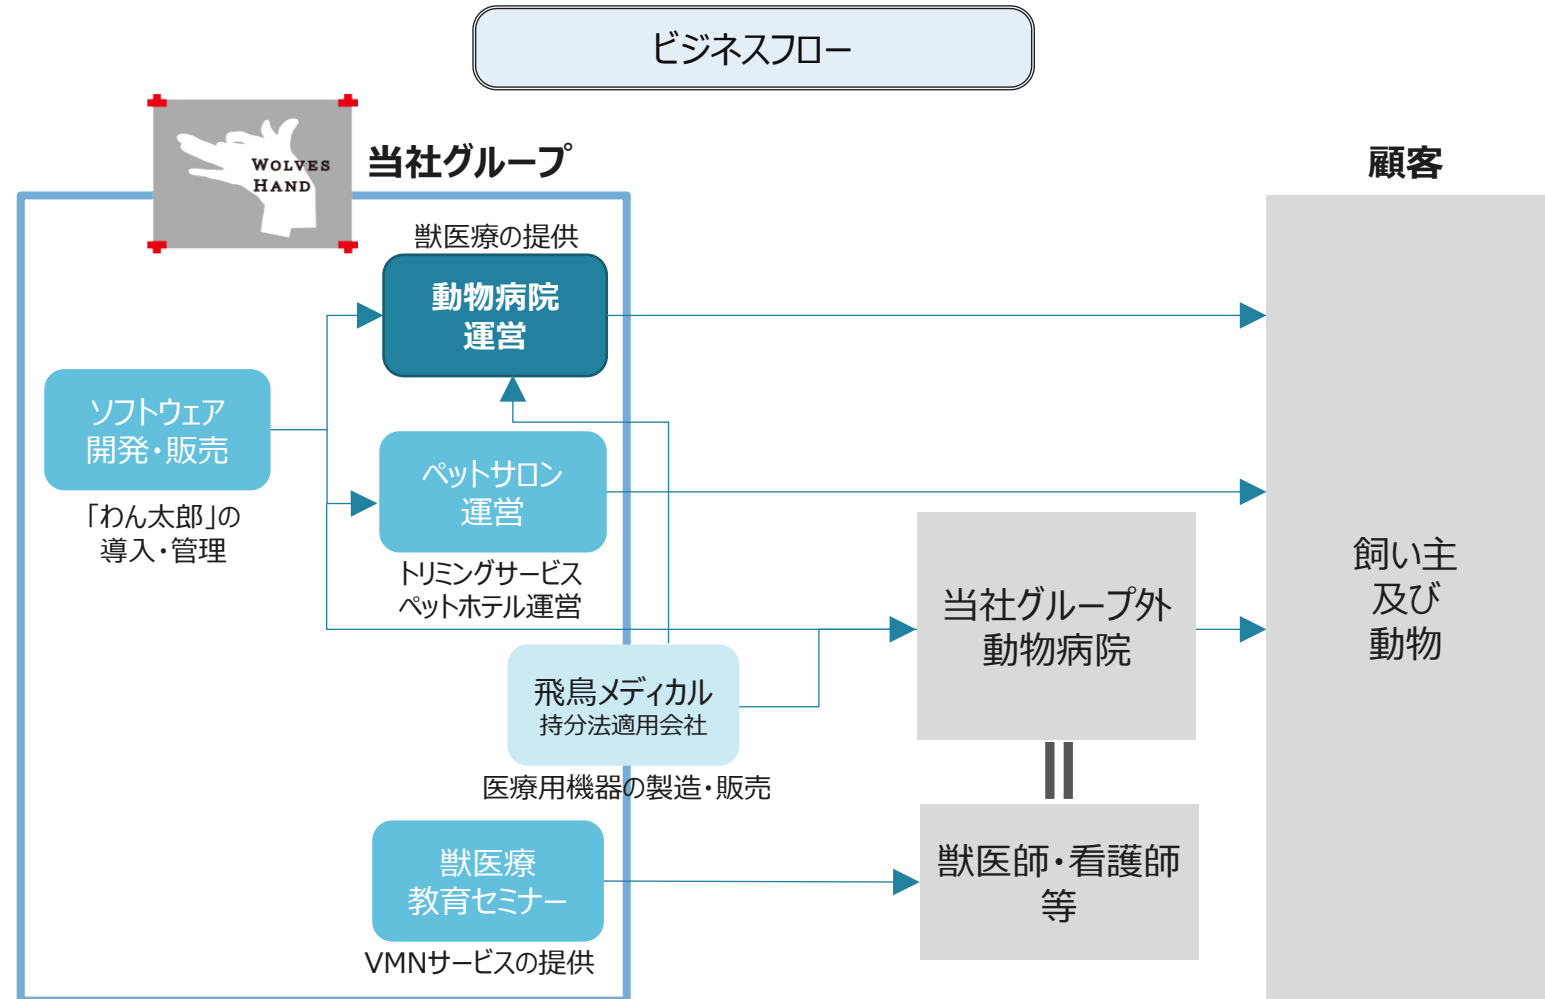 ビジネスフロー
WOLVES
HAND
当社グループ
顧客
獣医療の提供
動物病院
運営
ソフトウェア
開発・販売
「わん太郎」の
導入・管理
ペットサロン
運営
トリミングサービス
ペットホテル運営
当社グループ外
動物病院
飼い主
及び
動物
飛鳥メディカル
持分法適用会社
医療用機器の製造・販売
獣医療
教育セミナー
VMNサービスの提供
獣医師・看護師
等